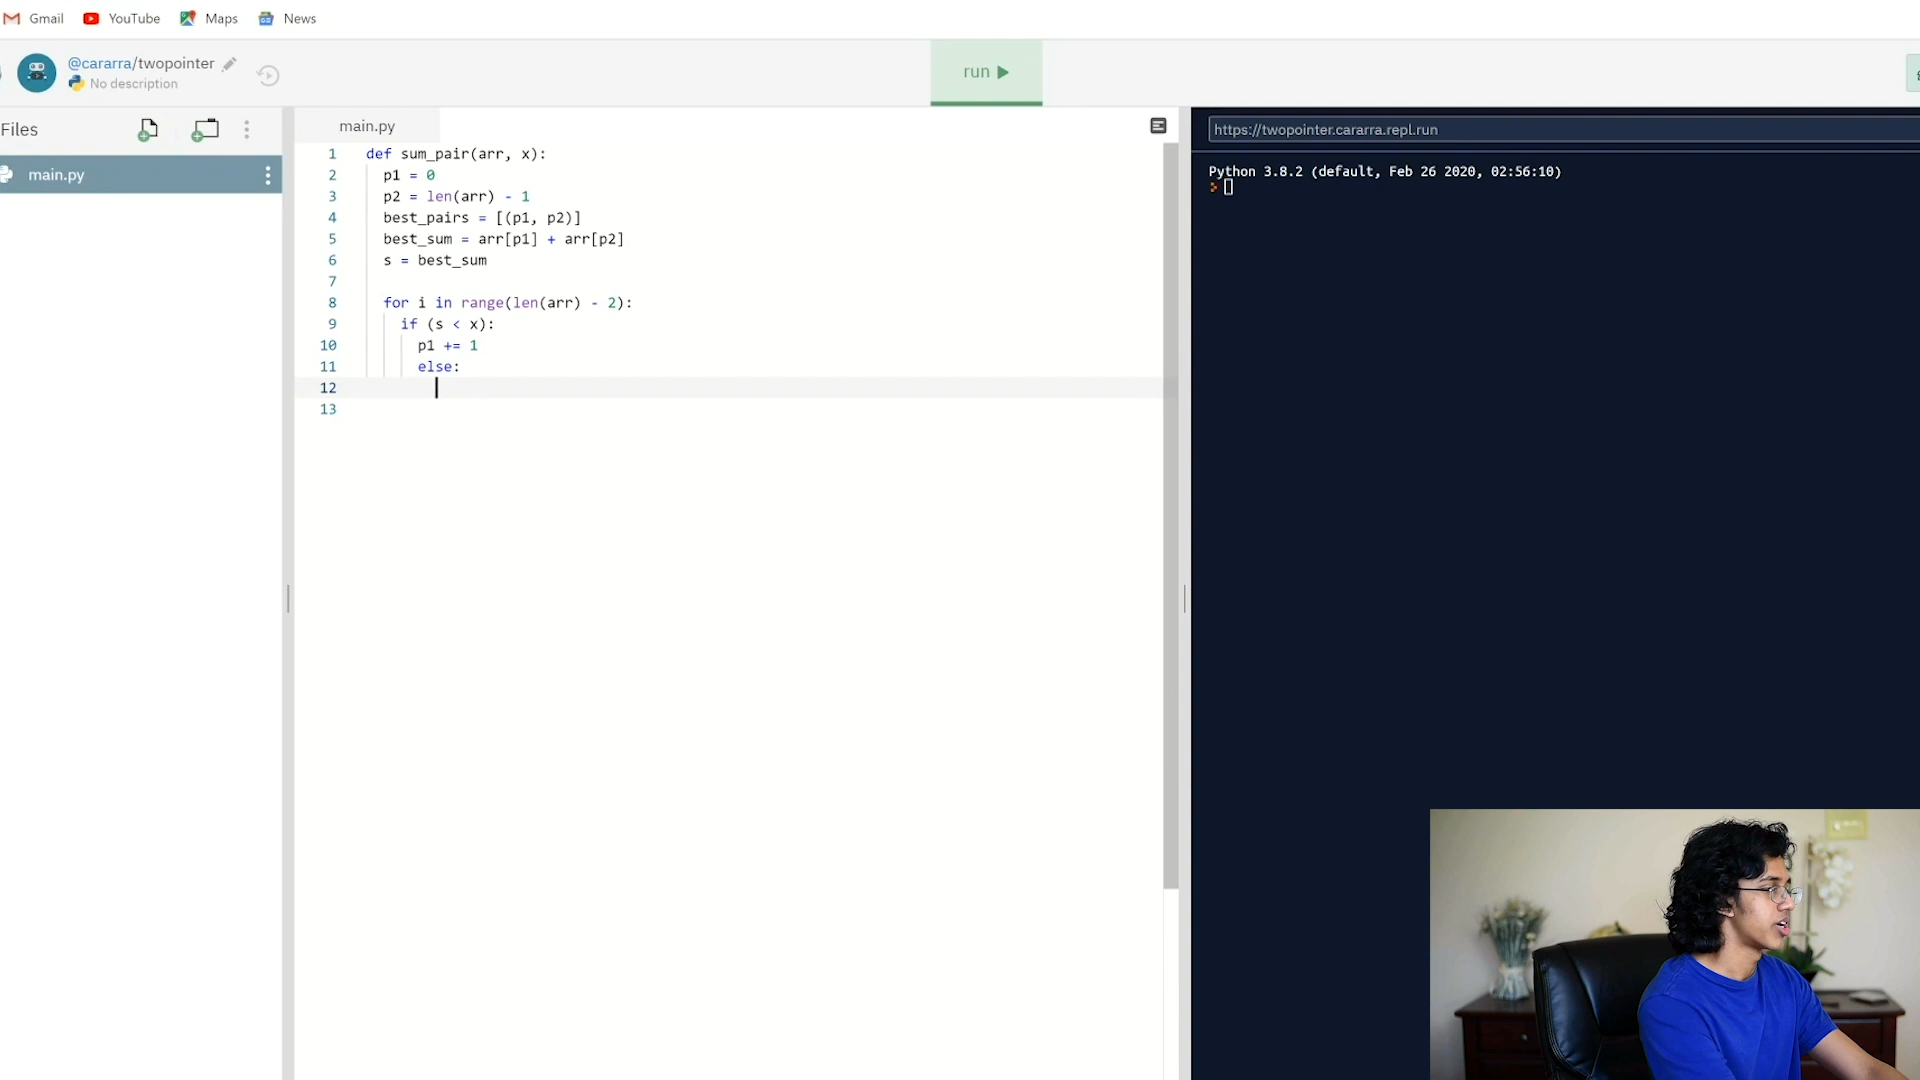 Gmail YouTube Maps News
@cararra/twopointer
No description
run
Files
main.py
main.py
1 def sum_pair(arr, x):
2 p1 = 0
3 p2 = len(arr) - 1
4 best_pairs = [(p1, p2)]
5 best_sum = arr[p1] + arr[p2]
6 s = best_sum
7
8 for i in range(len(arr) - 2):
9 if (s < x):
10 p1 += 1
11 else:
12
13
https://twopointer.cararra.repl.run
Python 3.8.2 (default, Feb 26 2020, 02:56:10)